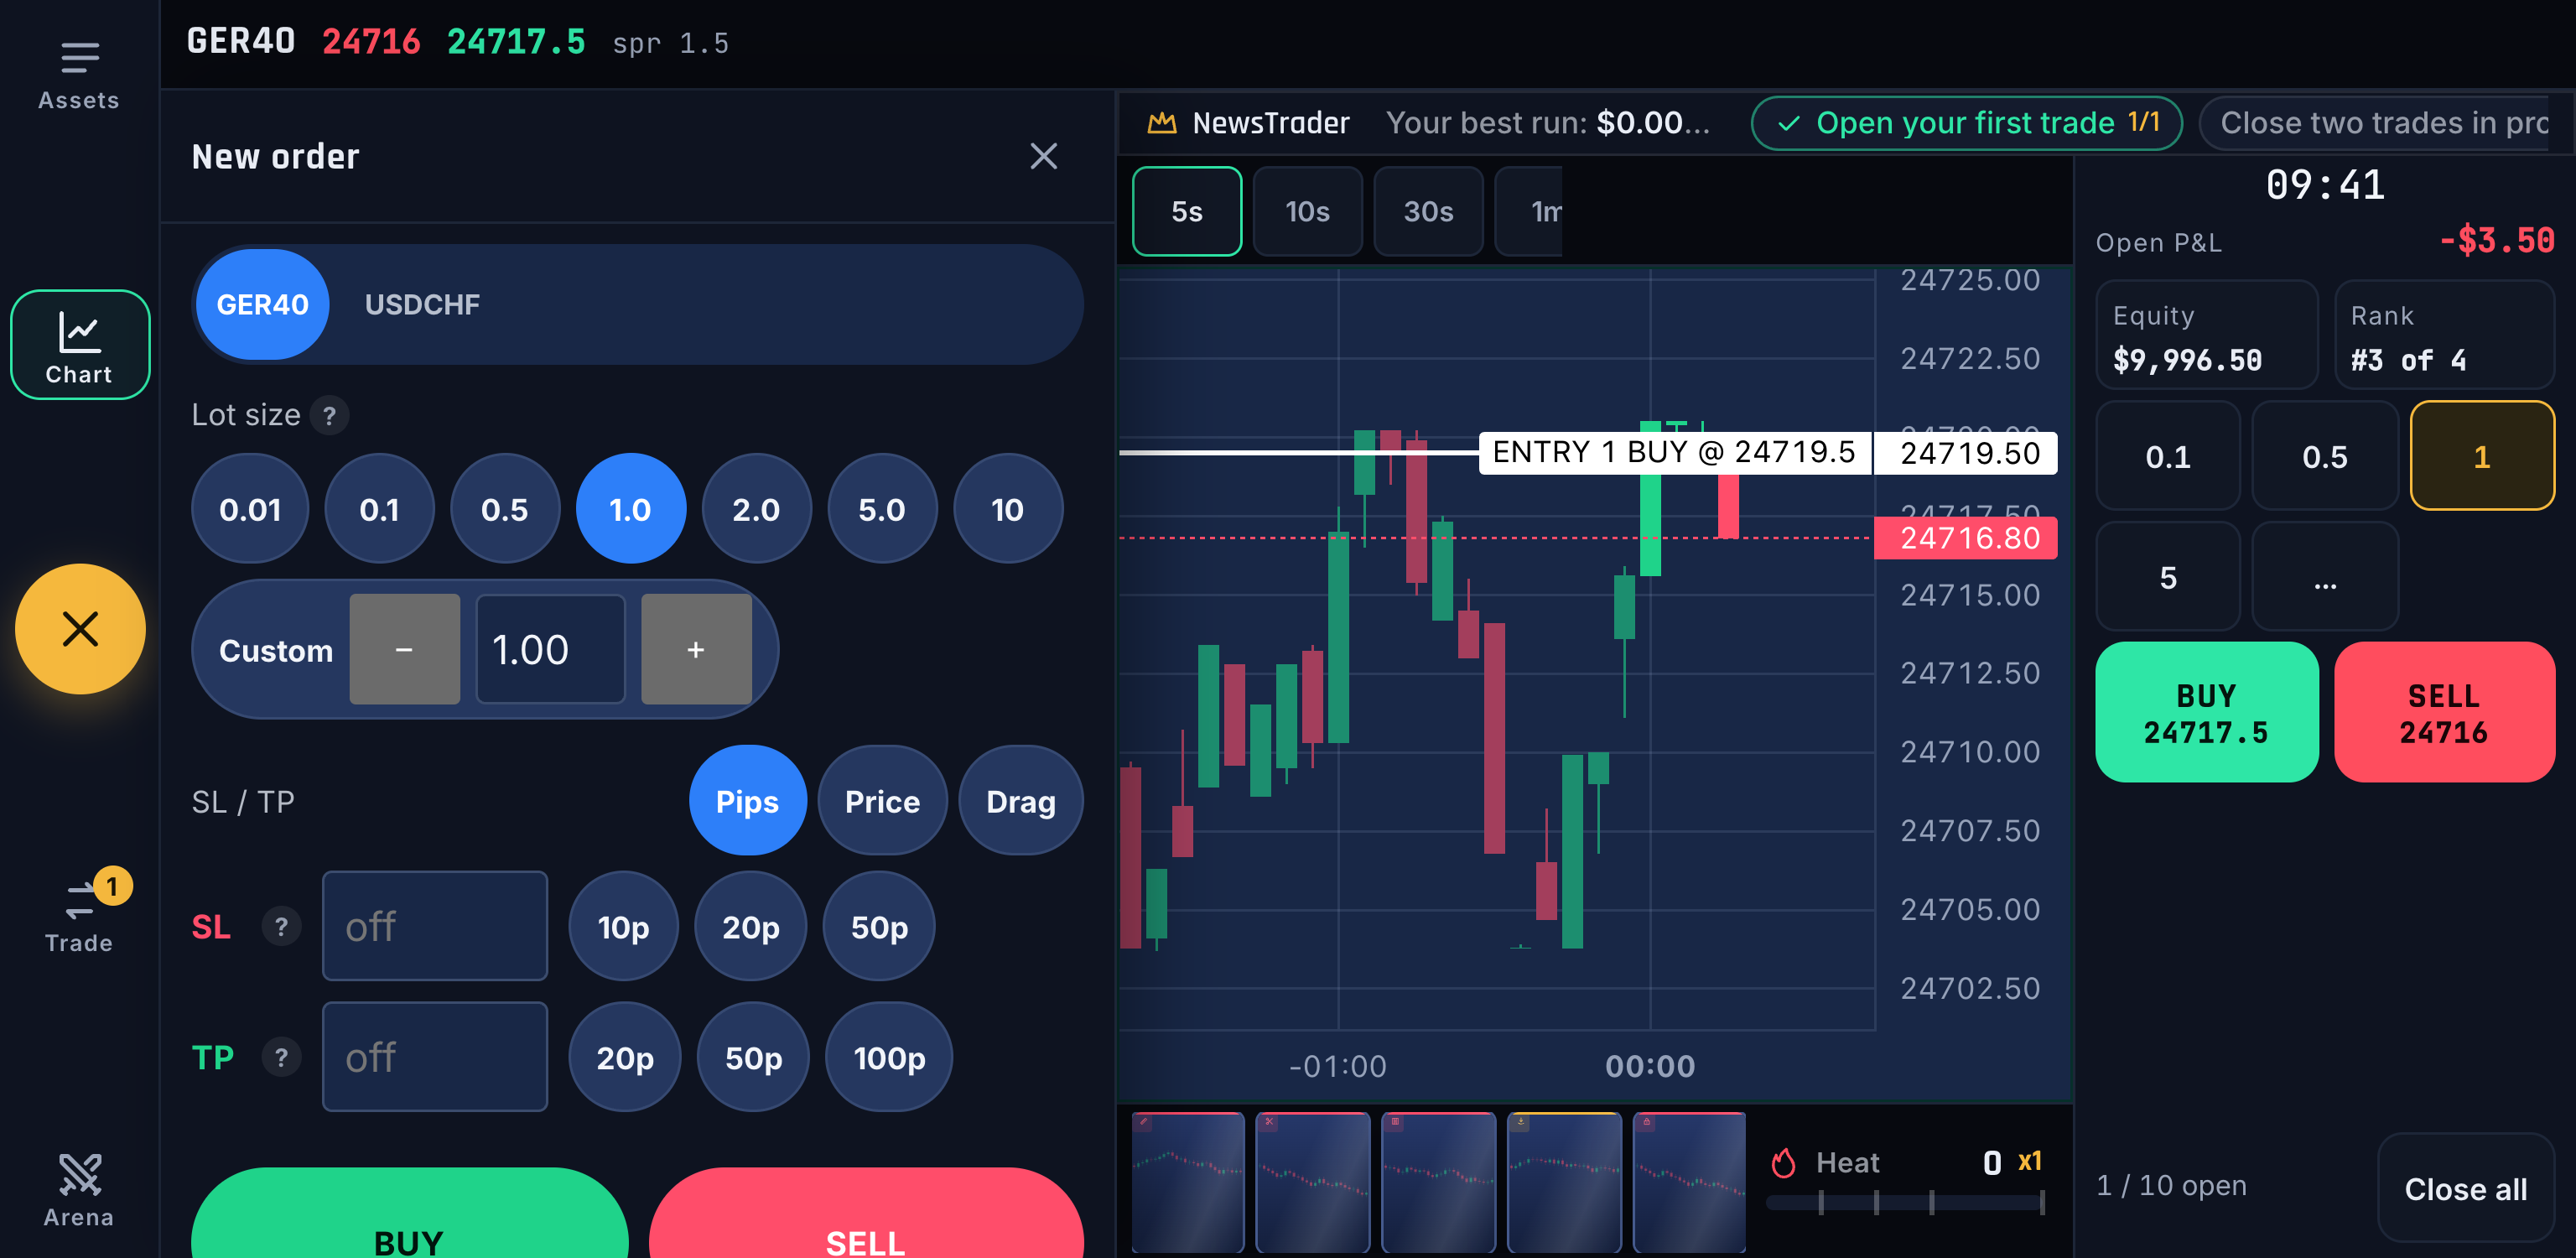 Assets
GER40 24716 24717.5 spr 1.5
New order
NewsTrader Your best run: $0.00... Open your first trade 1/1 Close two trades in pro
GER40 USDCHF
Chart
Lot size ?
0.01 0.1 0.5 1.0 2.0 5.0 10
Custom − 1.00 +
SL / TP Pips Price Drag
SL ? off 10p 20p 50p
TP ? off 20p 50p 100p
BUY SELL
1
Trade
Arena
5s 10s 30s 1m
24725.00
24722.50
ENTRY 1 BUY @ 24719.5 24719.50
24717.50
24716.80
24715.00
24712.50
24710.00
24707.50
24705.00
24702.50
-01:00 00:00
Heat 0 x1
09:41
Open P&L -$3.50
Equity Rank
$9,996.50 #3 of 4
0.1 0.5 1
5 ...
BUY SELL
24717.5 24716
1 / 10 open Close all